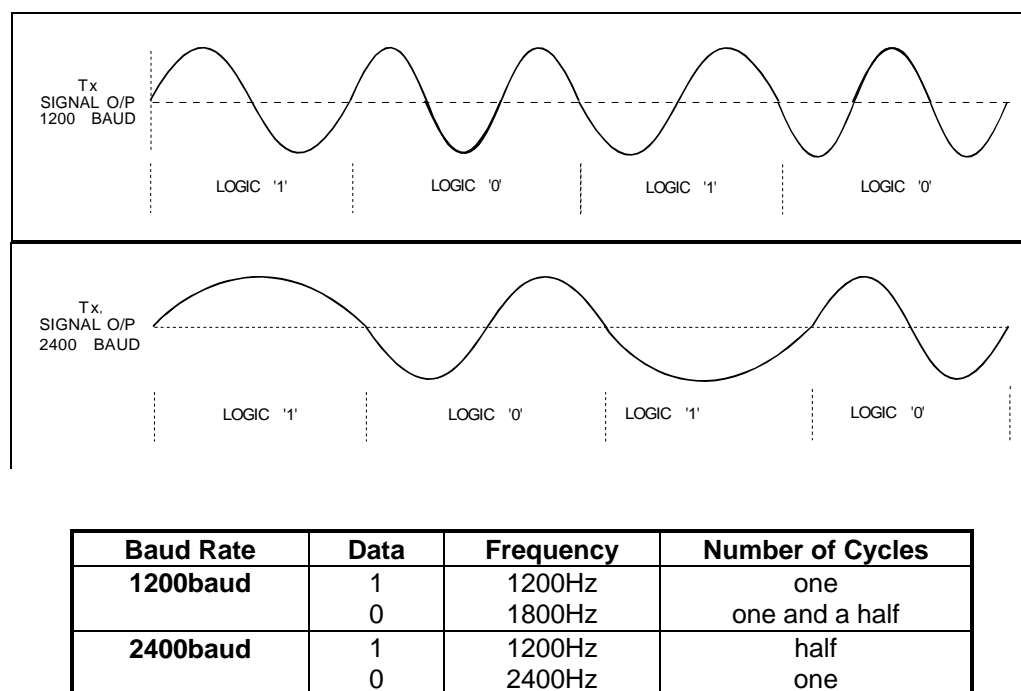 Tx
SIGNAL O/P
1200 BAUD
LOGIC '1' LOGIC '0' LOGIC '1' LOGIC '0'
Tx.
SIGNAL O/P
2400 BAUD
LOGIC '1' LOGIC '0' LOGIC '1' LOGIC '0'
Baud Rate Data Frequency Number of Cycles
1200baud 1 1200Hz one
0 1800Hz one and a half
2400baud 1 1200Hz half
0 2400Hz one